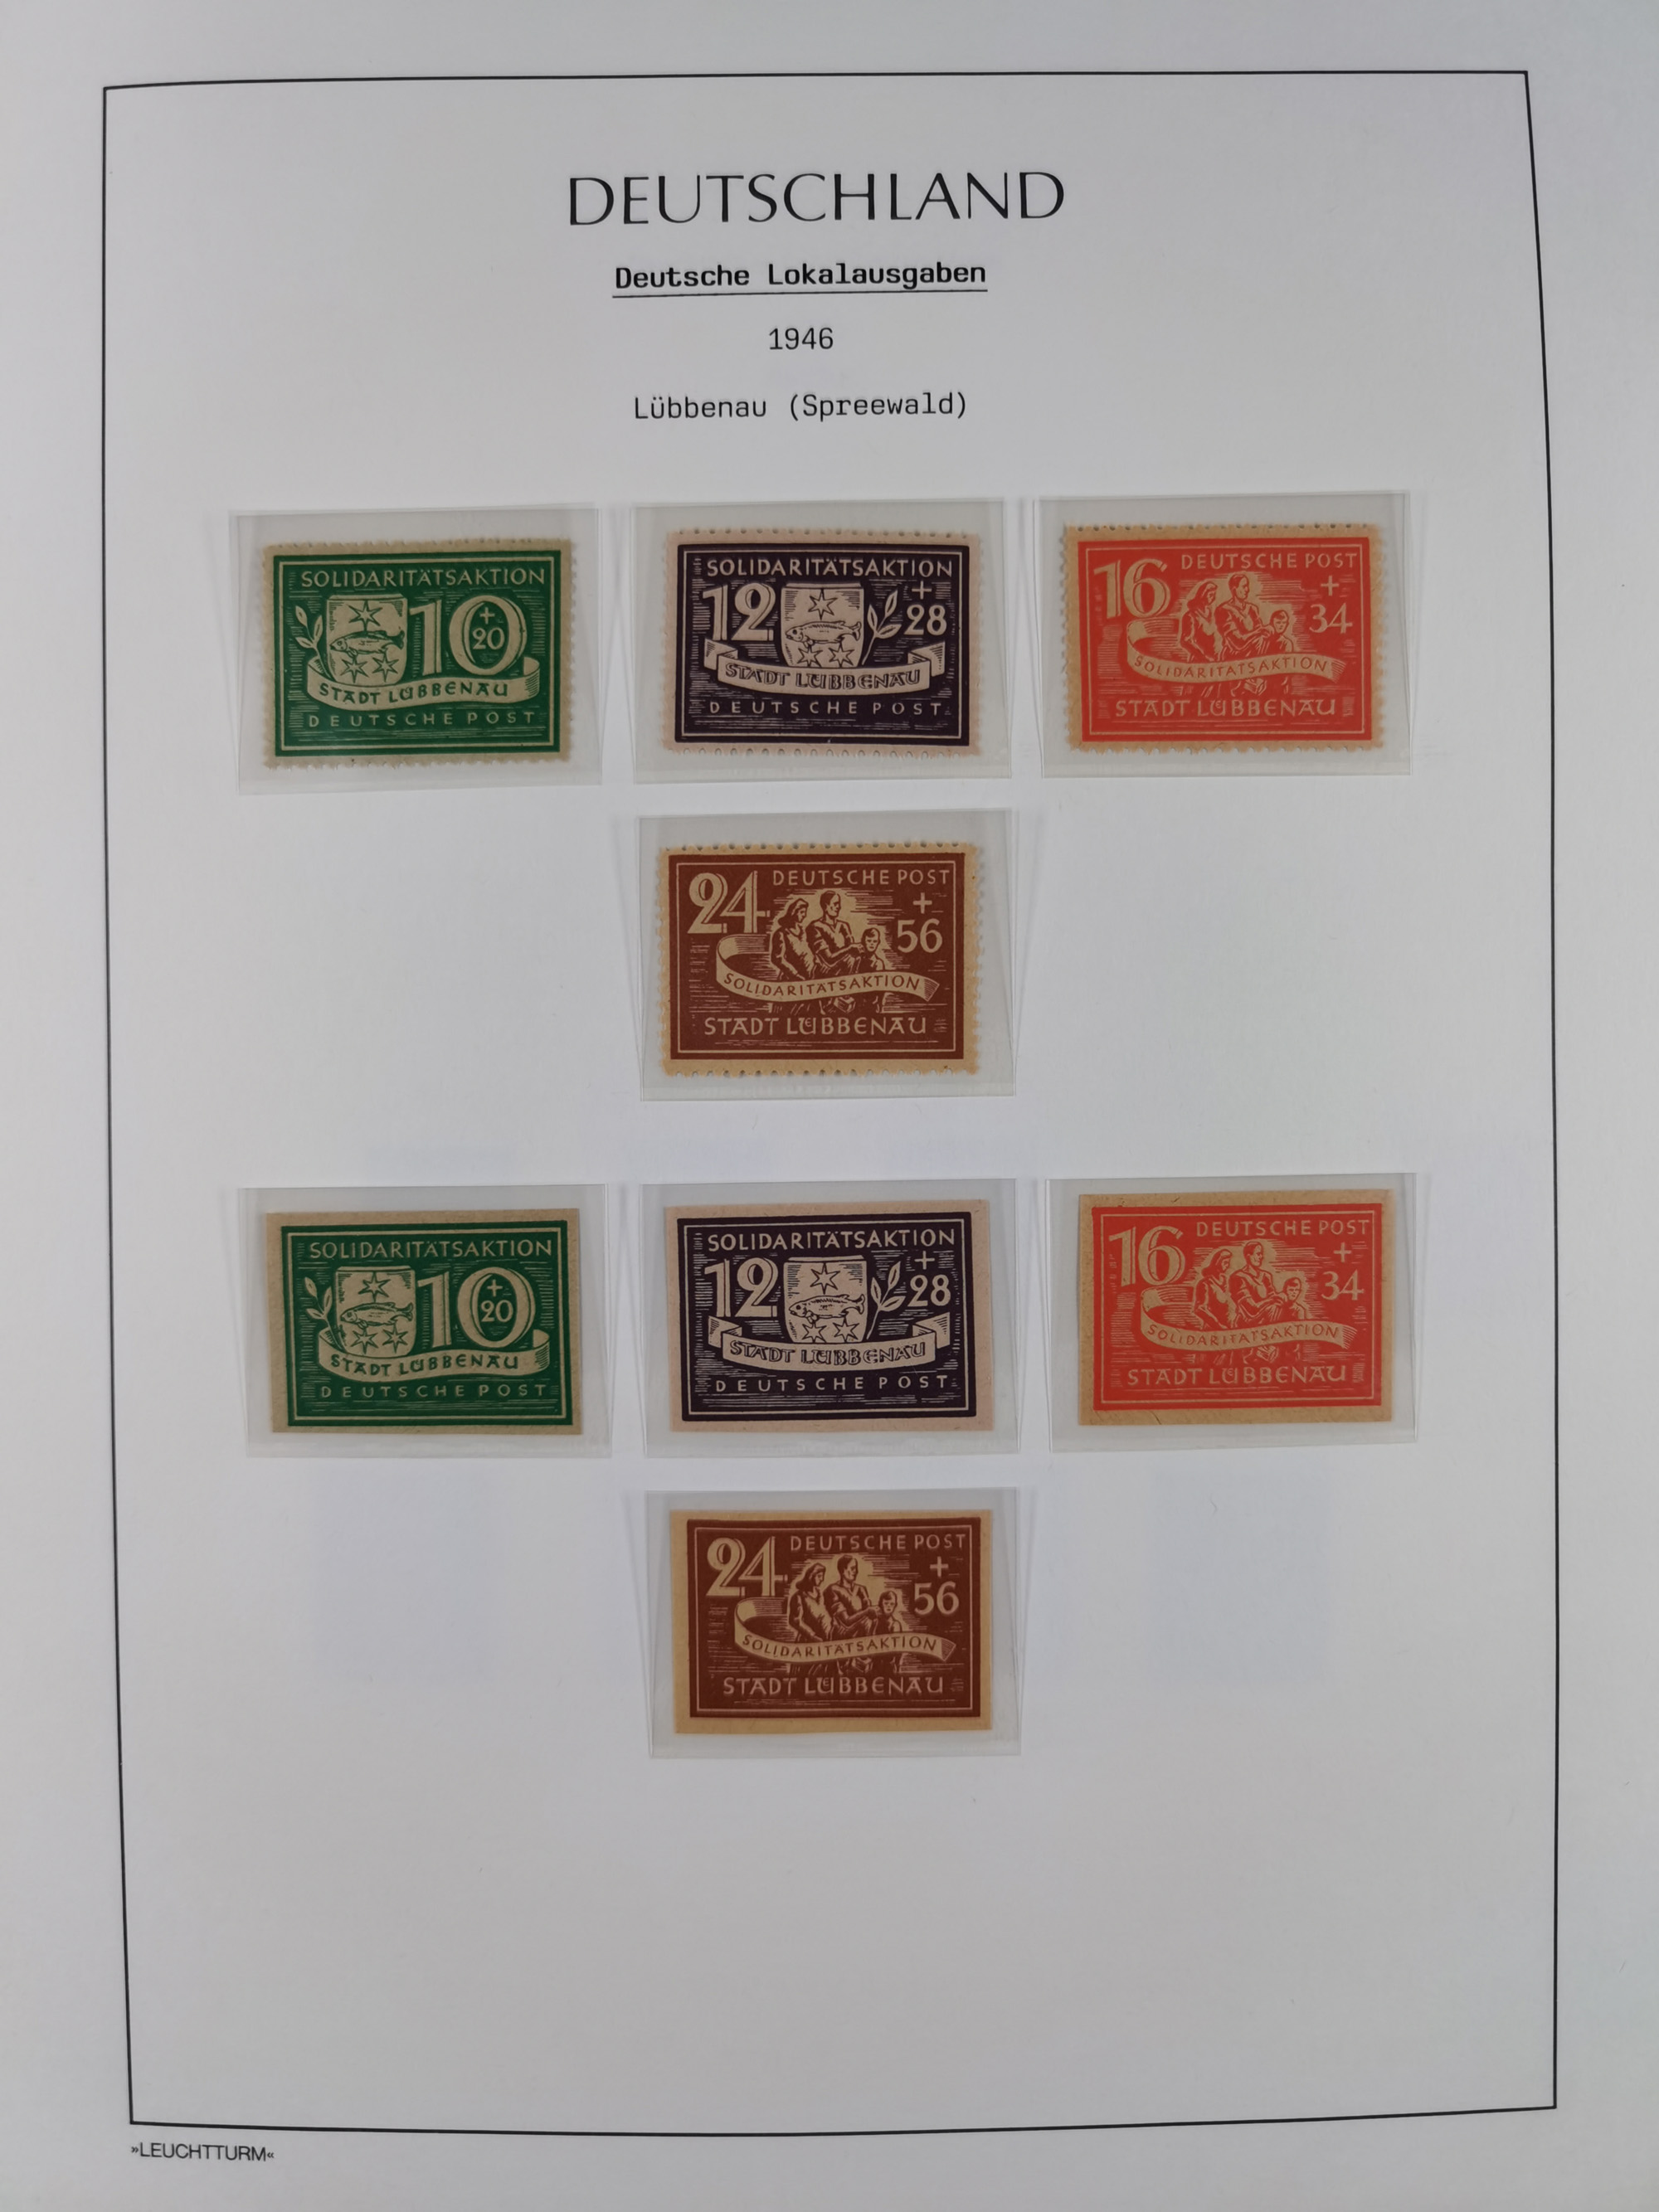 DEUTSCHLAND
Deutsche Lokalausgaben
1946
Lübbenau (Spreewald)
SOLIDARITÄTSAKTION
10 + 20
STADT LÜBBENAU
DEUTSCHE POST
SOLIDARITÄTSAKTION
12 + 28
STADT LÜBBENAU
DEUTSCHE POST
16 DEUTSCHE POST
+ 34
SOLIDARITÄTSAKTION
STADT LÜBBENAU
24 DEUTSCHE POST
+ 56
SOLIDARITÄTSAKTION
STADT LÜBBENAU
SOLIDARITÄTSAKTION
10 + 20
STADT LÜBBENAU
DEUTSCHE POST
SOLIDARITÄTSAKTION
12 + 28
STADT LÜBBENAU
DEUTSCHE POST
16 DEUTSCHE POST
+ 34
SOLIDARITÄTSAKTION
STADT LÜBBENAU
24 DEUTSCHE POST
+ 56
SOLIDARITÄTSAKTION
STADT LÜBBENAU
»LEUCHTTURM«